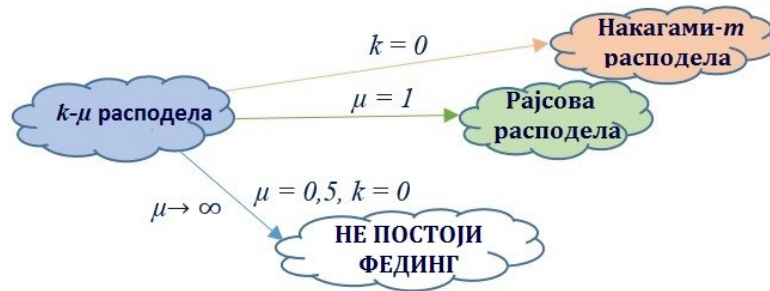 Накагами-m
расподела
k = 0
k-μ расподела
μ = 1
Рајсова
расподела
μ→ ∞
μ = 0,5, k = 0
НЕ ПОСТОЈИ
ФЕДИНГ